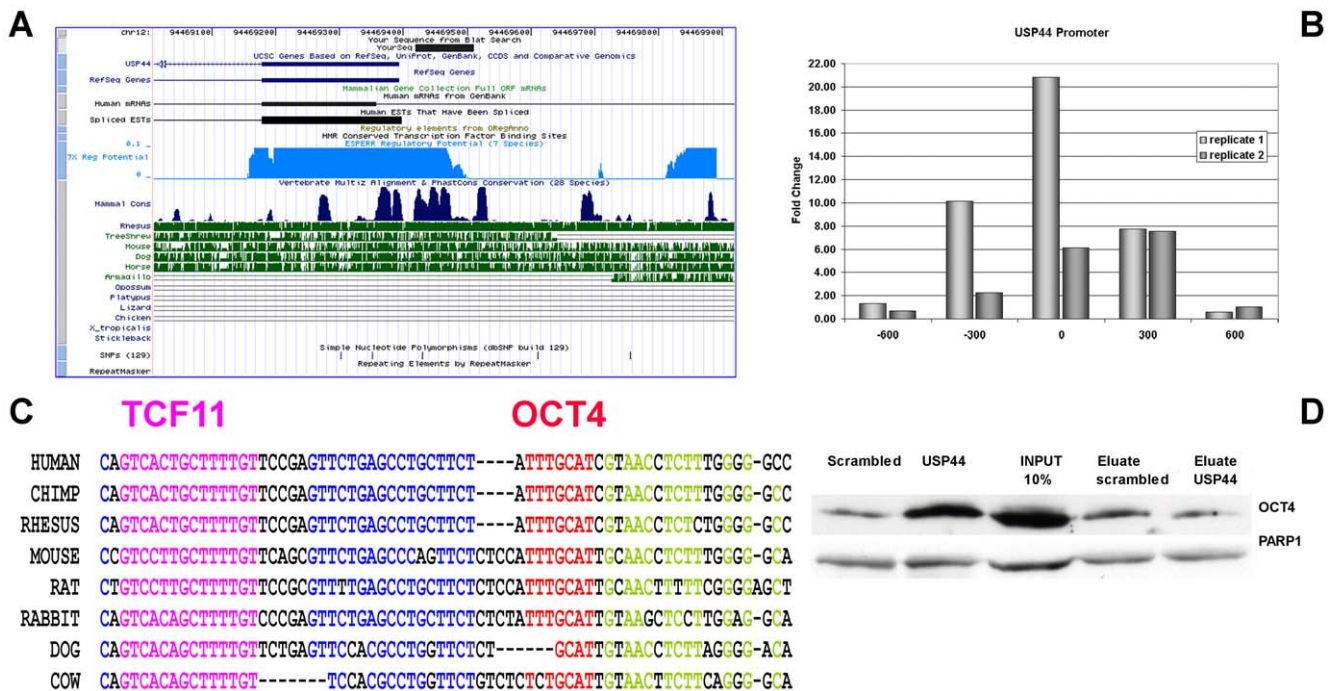 A
chr12: 94469100| 94469200| 94469300| 94469400| 94469500| 94469600| 94469700| 94469800| 94469900|
Your Sequence from Blat Search
YourSeq
UCSC Genes Based on RefSeq, UniProt, GenBank, CCDS and Comparative Genomics
USP44
RefSeq Genes
RefSeq Genes
Mammalian Gene Collection Full ORF mRNAs
Human mRNAs from GenBank
Human mRNAs
Human ESTs That Have Been Spliced
Spliced ESTs
Regulatory elements from ORegAnno
HMR Conserved Transcription Factor Binding Sites
ESPERR Regulatory Potential (7 Species)
0.1 _
7X Reg Potential
0 _
Vertebrate Multiz Alignment & PhastCons Conservation (28 Species)
Mammal Cons
Rhesus
TreeShrew
Mouse
Dog
Horse
Armadillo
Opossum
Platypus
Lizard
Chicken
X_tropicalis
Stickleback
Simple Nucleotide Polymorphisms (dbSNP build 129)
SNPs (129)
Repeating Elements by RepeatMasker
RepeatMasker
B
USP44 Promoter
Fold Change
22.00
20.00
18.00
16.00
14.00
12.00
10.00
8.00
6.00
4.00
2.00
0.00
-600 -300 0 300 600
replicate 1
replicate 2
C
TCF11 OCT4
HUMAN CAGTCACTGCTTTTGTTCCGAGTTCTGAGCCTGCTTCT----ATTTGCATCGTAACCTCTTTGGGG-GCC
CHIMP CAGTCACTGCTTTTGTTCCGAGTTCTGAGCCTGCTTCT----ATTTGCATCGTAACCTCTTTGGGG-GCC
RHESUS CAGTCACTGCTTTTGTTCCGAGTTCTGAGCCTGCTTCT----ATTTGCATCGTAACCTCTCTGGGG-GCC
MOUSE CCGTCCTTGCTTTTGTTCAGCGTTCTGAGCCCAGTTCTCTCCATTTGCATTGCAACCTCTTTGGGG-GCA
RAT CTGTCCTTGCTTTTGTTCCGCGTTTTGAGCCTGCTTCTCTCCATTTGCATTGCAACTTTTTCGGGGAGCT
RABBIT CAGTCACAGCTTTTGTCCCGAGTTCTGAGCCTGCTTCTCTCTATTTGCATTGTAAGCTCCTTGGAG-GCA
DOG CAGTCACAGCTTTTGTTCTGAGTTCCACGCCTGGTTCTCT------GCATTGTAACCTCTTAGGGG-ACA
COW CAGTCACAGCTTTTGT-------TCCACGCCTGGTTCTGTCTCTCTGCATTGTAACTTCTTCAGGG-GCA
D
Scrambled USP44 INPUT 10% Eluate scrambled Eluate USP44
OCT4
PARP1